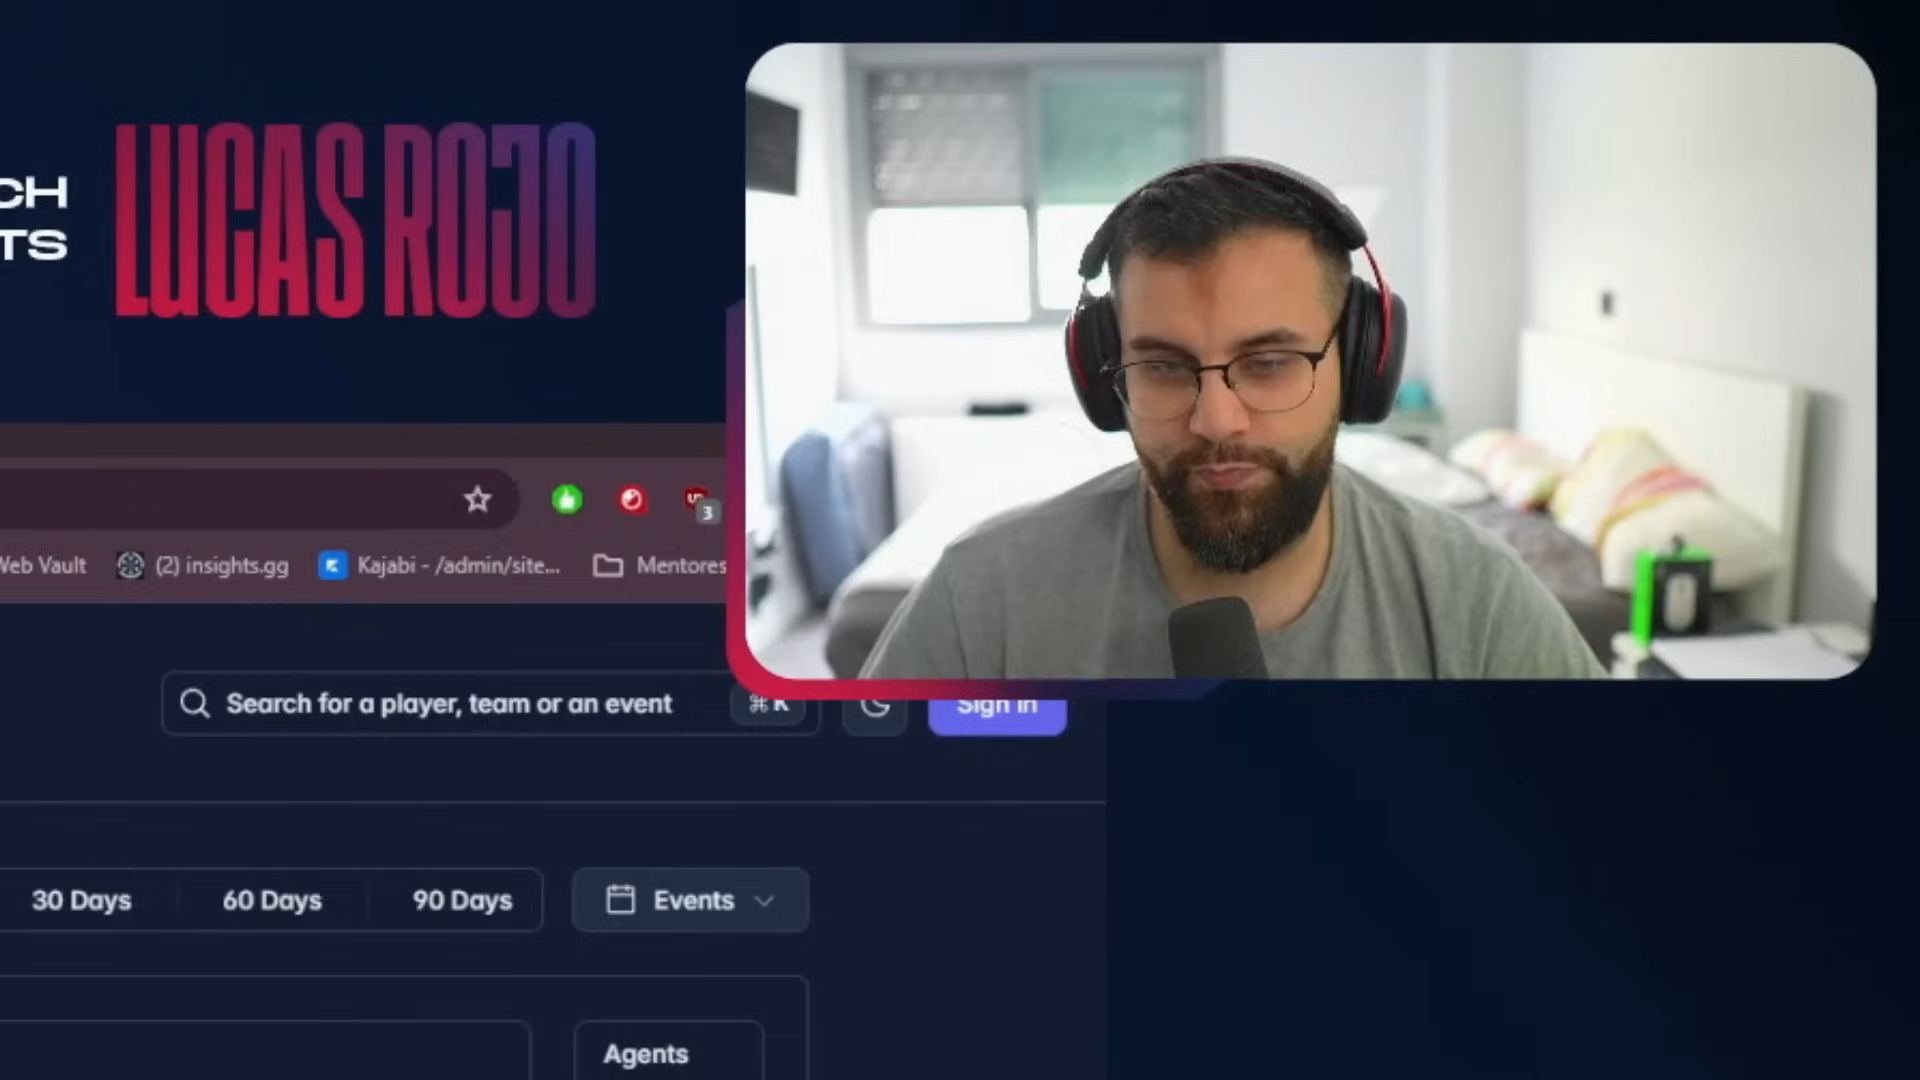 CH
TS
LUCAS ROJO
3
Web Vault
(2) insights.gg
Kajabi - /admin/site...
Mentores
Search for a player, team or an event
⌘ K
Sign in
30 Days
60 Days
90 Days
Events
Agents